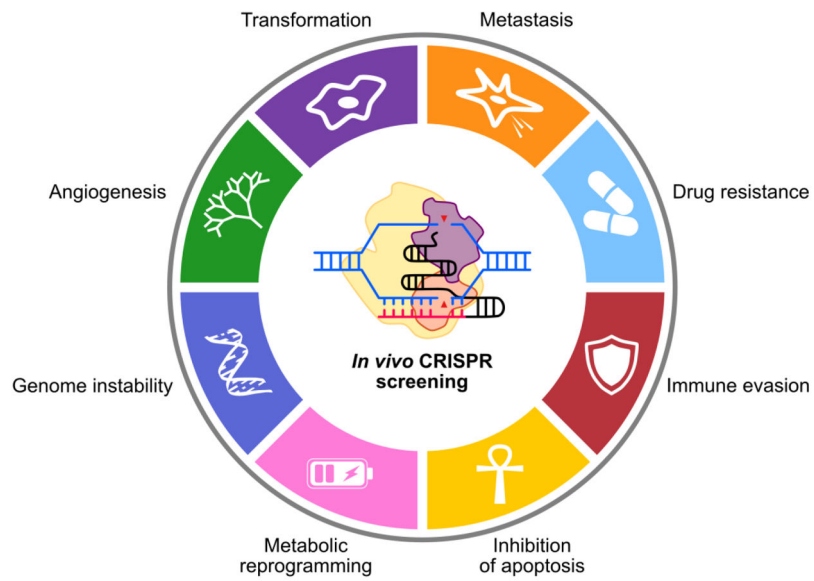 Transformation
Metastasis
Angiogenesis
Drug resistance
In vivo CRISPR
screening
Genome instability
Immune evasion
Metabolic
reprogramming
Inhibition
of apoptosis